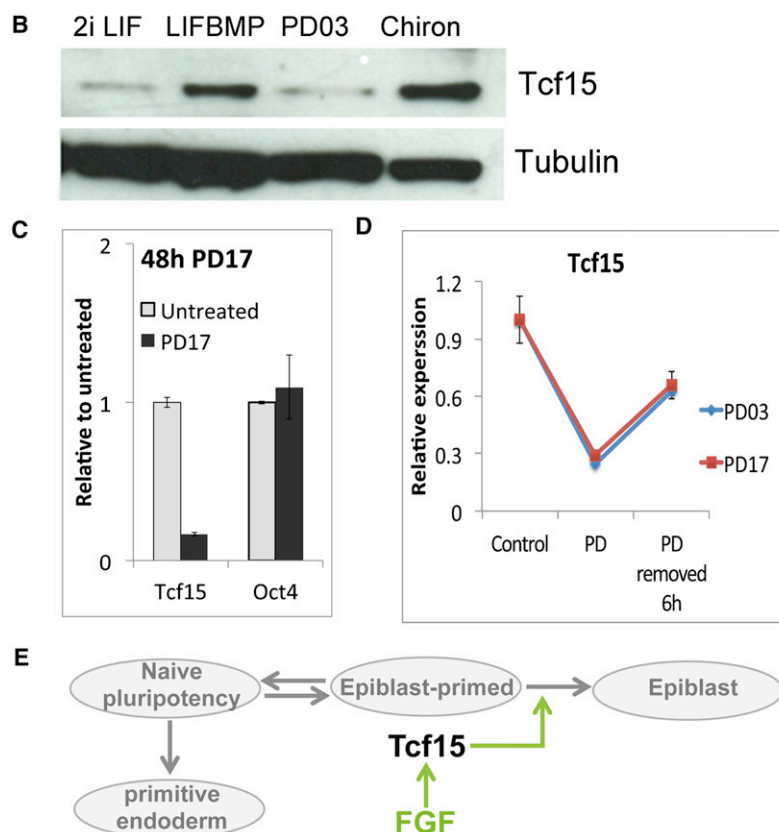 B
2i LIF LIFBMP PD03 Chiron
Tcf15
Tubulin
C
48h PD17
Untreated
PD17
Relative to untreated
2
1
0
Tcf15 Oct4
D
Tcf15
Relative experssion
1.2
0.9
0.6
0.3
0
PD03
PD17
Control PD PD
removed
6h
E
Naive
pluripotency
Epiblast-primed
Epiblast
Tcf15
primitive
endoderm
FGF